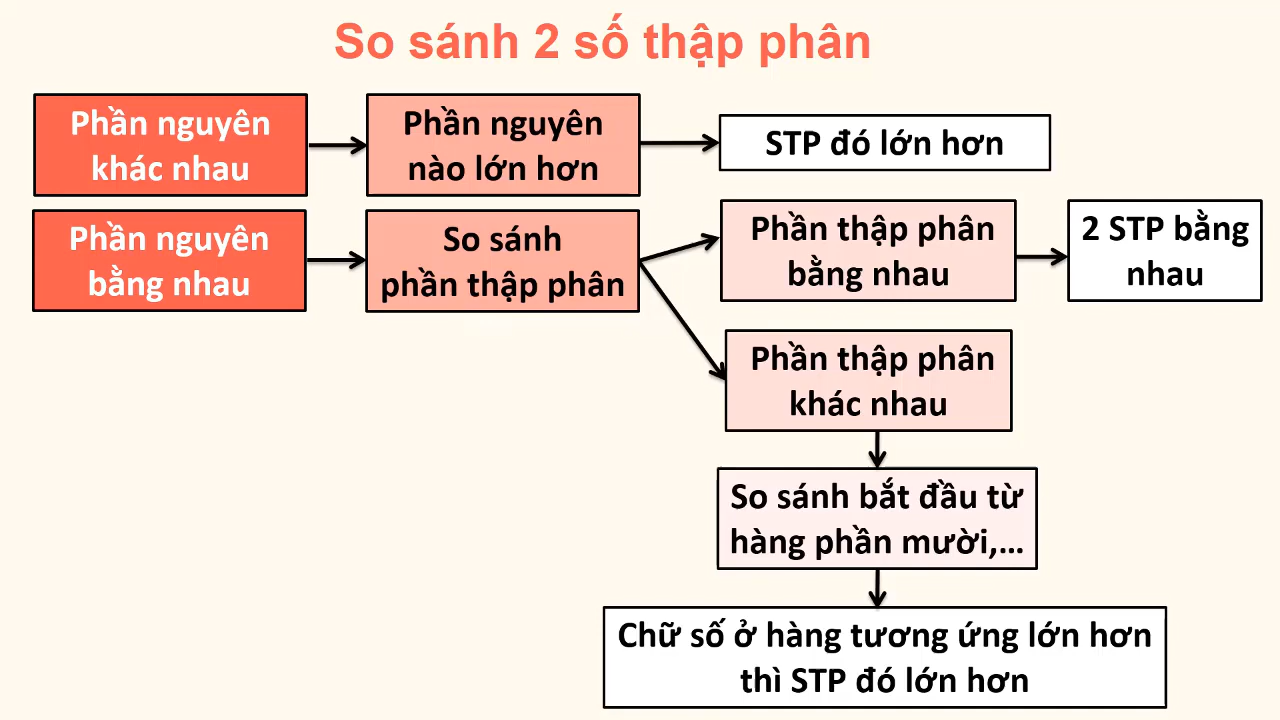 So sánh 2 số thập phân
Phần nguyên
khác nhau
Phần nguyên
nào lớn hơn
STP đó lớn hơn
Phần nguyên
bằng nhau
So sánh
phần thập phân
Phần thập phân
bằng nhau
2 STP bằng
nhau
Phần thập phân
khác nhau
So sánh bắt đầu từ
hàng phần mười,...
Chữ số ở hàng tương ứng lớn hơn
thì STP đó lớn hơn